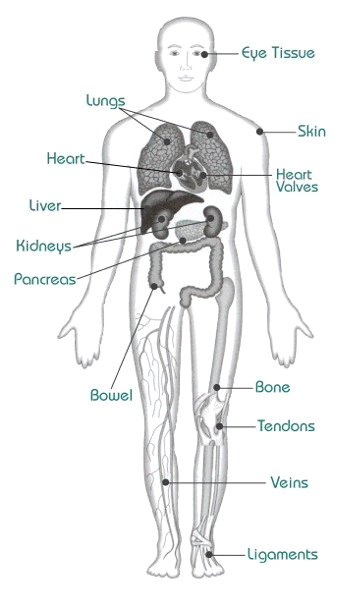 Eye Tissue
Lungs
Skin
Heart
Heart
Valves
Liver
Kidneys
Pancreas
Bowel
Bone
Tendons
Veins
Ligaments